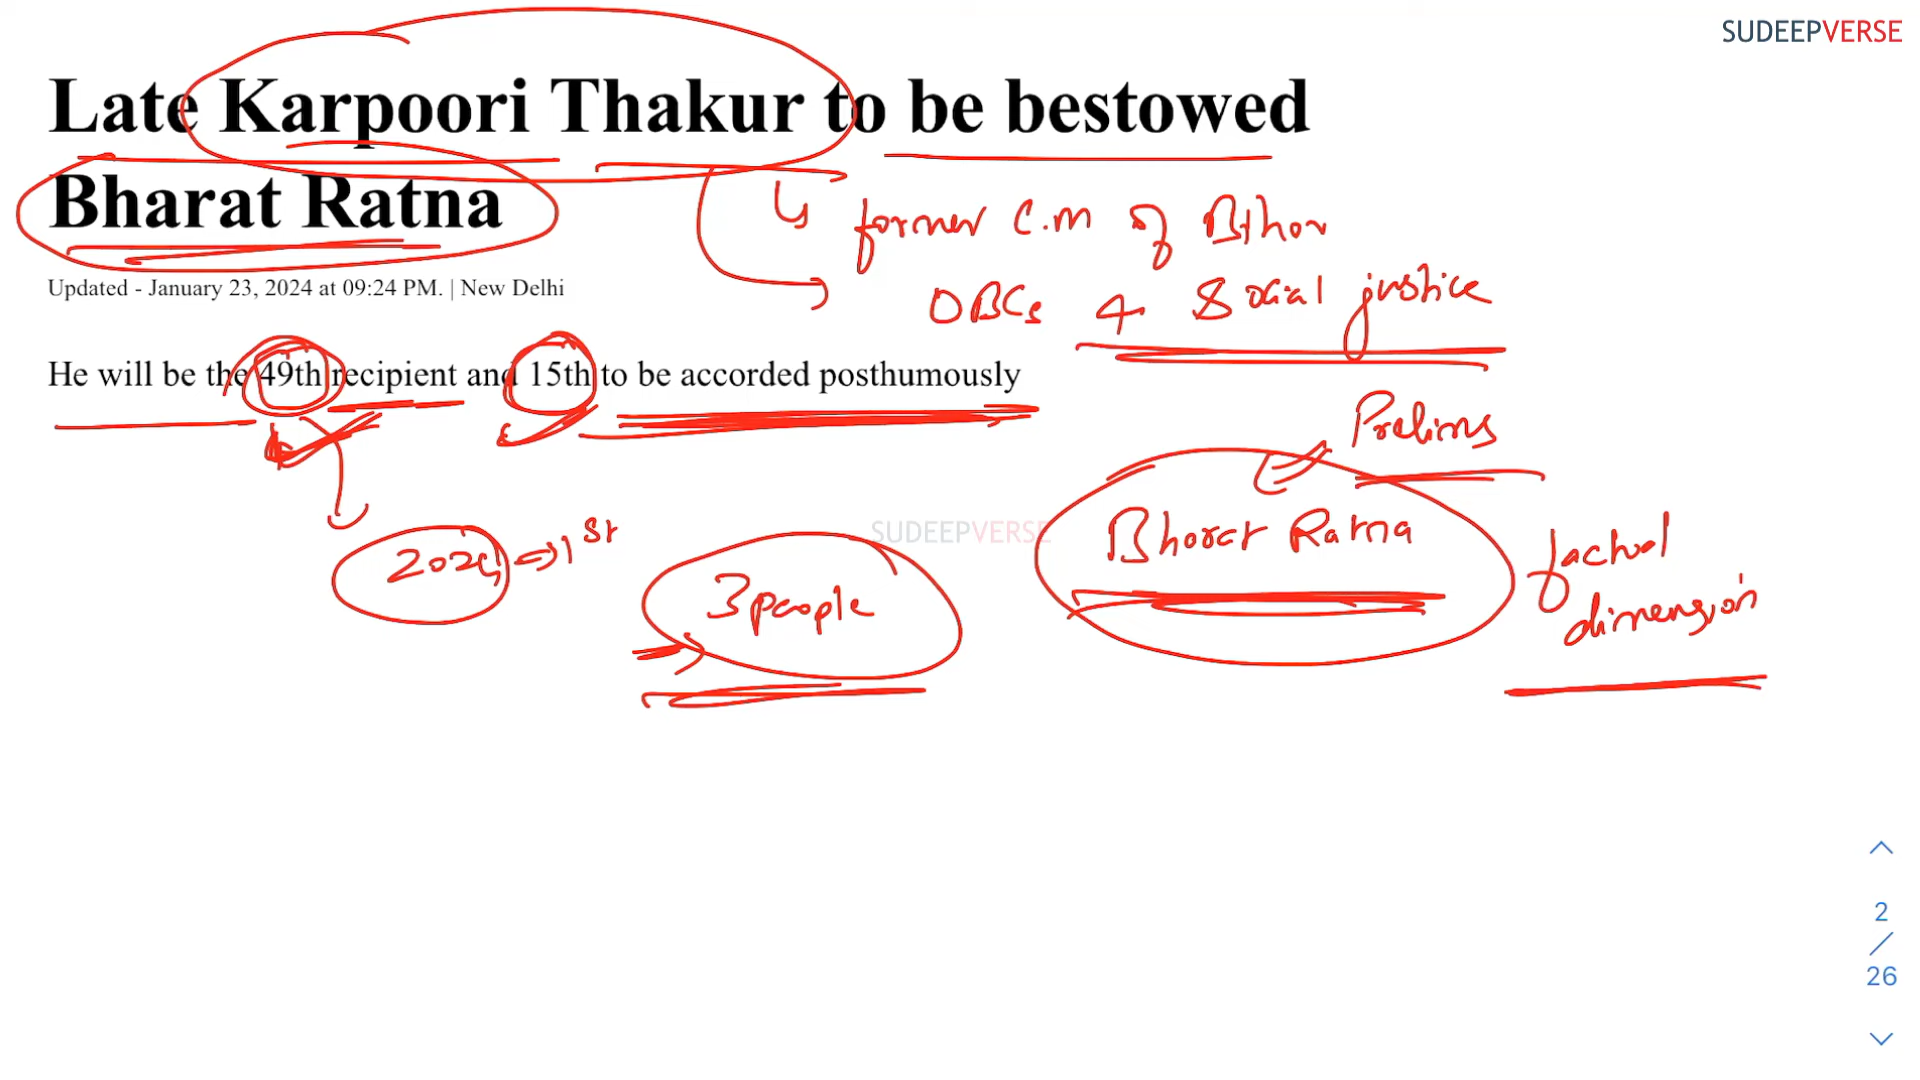 SUDEEPVERSE
Late Karpoori Thakur to be bestowed
Bharat Ratna
former C.M of Bihar
Updated - January 23, 2024 at 09:24 PM. | New Delhi
OBCs & Social justice
He will be the 49th recipient and 15th to be accorded posthumously
Prelims
2024 => 1st
SUDEEPVERSE
Bharat Ratna
3 people
factual
dimension
2
/
26